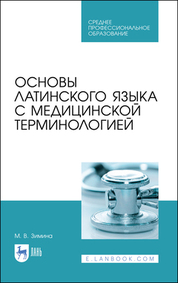 СРЕДНЕЕ
ПРОФЕССИОНАЛЬНОЕ
ОБРАЗОВАНИЕ
ОСНОВЫ
ЛАТИНСКОГО ЯЗЫКА
С МЕДИЦИНСКОЙ
ТЕРМИНОЛОГИЕЙ
М. В. Зимина
ЛАНЬ
E.LANBOOK.COM